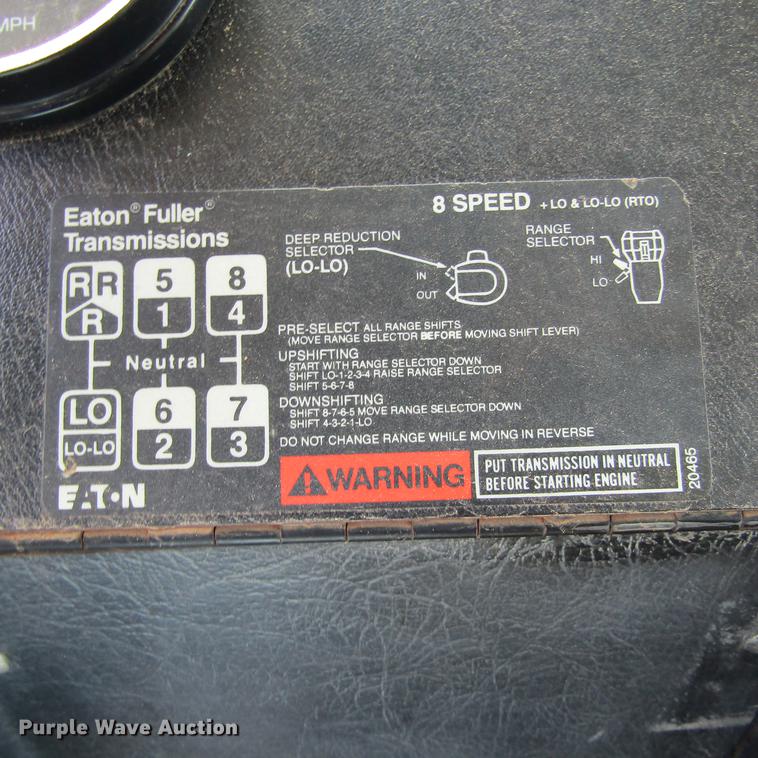 MPH
Eaton® Fuller®
Transmissions
8 SPEED + LO & LO-LO (RTO)
DEEP REDUCTION
SELECTOR
(LO-LO)
IN
OUT
RANGE
SELECTOR
HI
LO
R R
R
5
1
8
4
Neutral
LO
LO-LO
6
2
7
3
PRE-SELECT ALL RANGE SHIFTS
(MOVE RANGE SELECTOR BEFORE MOVING SHIFT LEVER)
UPSHIFTING
START WITH RANGE SELECTOR DOWN
SHIFT LO-1-2-3-4 RAISE RANGE SELECTOR
SHIFT 5-6-7-8
DOWNSHIFTING
SHIFT 8-7-6-5 MOVE RANGE SELECTOR DOWN
SHIFT 4-3-2-1-LO
DO NOT CHANGE RANGE WHILE MOVING IN REVERSE
WARNING
PUT TRANSMISSION IN NEUTRAL
BEFORE STARTING ENGINE
20465
EATON
Purple Wave Auction